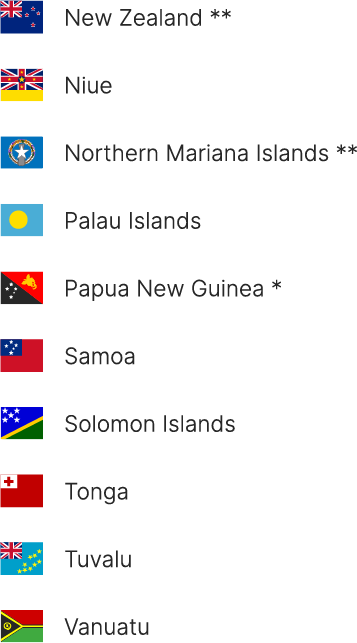 New Zealand **
Niue
Northern Mariana Islands **
Palau Islands
Papua New Guinea *
Samoa
Solomon Islands
Tonga
Tuvalu
Vanuatu